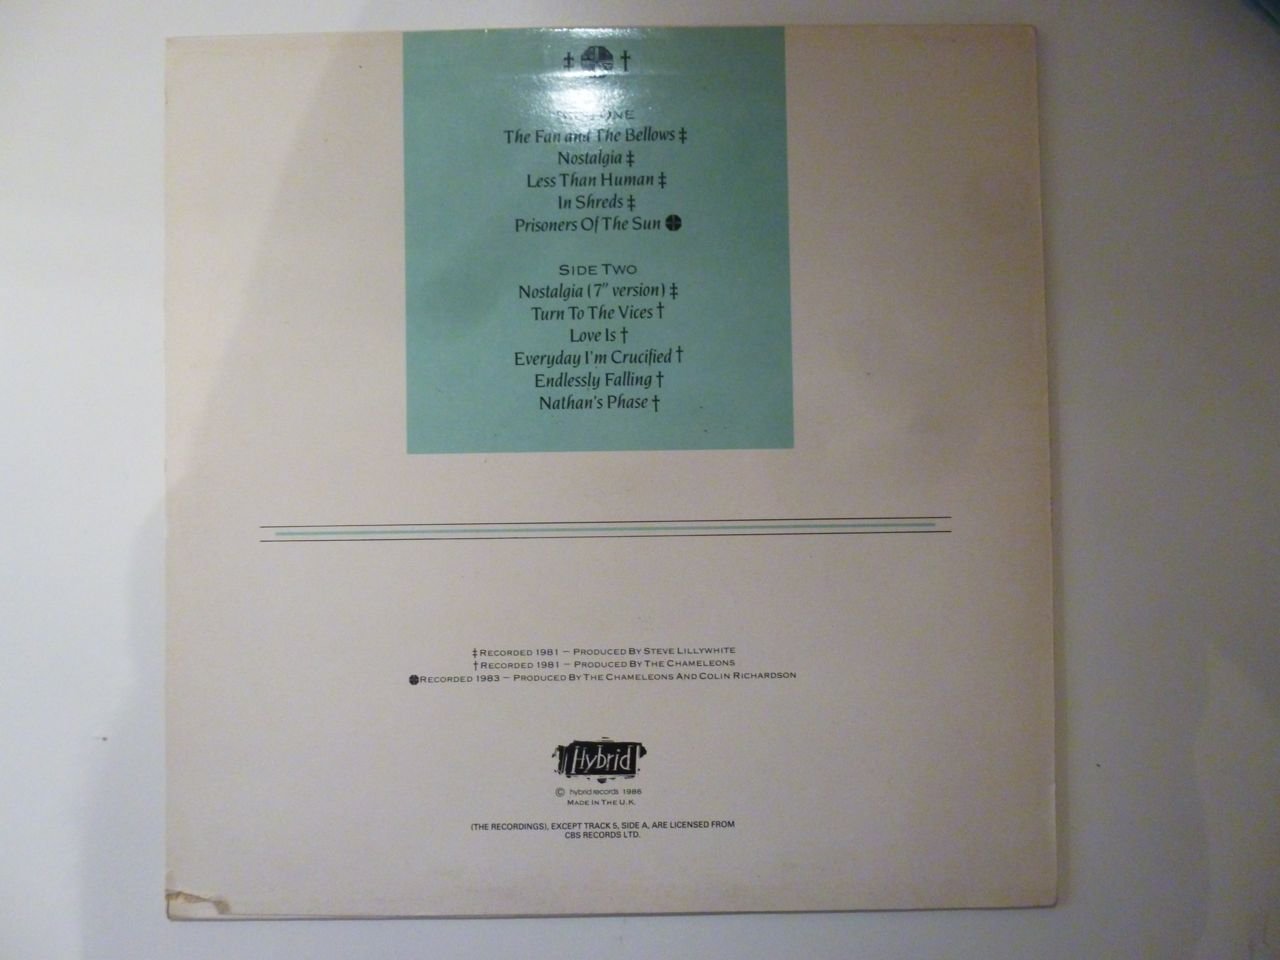 ‡ †
The Fan and The Bellows ‡
Nostalgia ‡
Less Than Human ‡
In Shreds ‡
Prisoners Of The Sun
SIDE TWO
Nostalgia (7" version) ‡
Turn To The Vices †
Love Is †
Everyday I'm Crucified †
Endlessly Falling †
Nathan's Phase †
‡ RECORDED 1981 – PRODUCED BY STEVE LILLYWHITE
† RECORDED 1981 – PRODUCED BY THE CHAMELEONS
RECORDED 1983 – PRODUCED BY THE CHAMELEONS AND COLIN RICHARDSON
Hybrid
© hybrid records 1986
MADE IN THE U.K.
(THE RECORDINGS), EXCEPT TRACK 5, SIDE A, ARE LICENSED FROM
CBS RECORDS LTD.